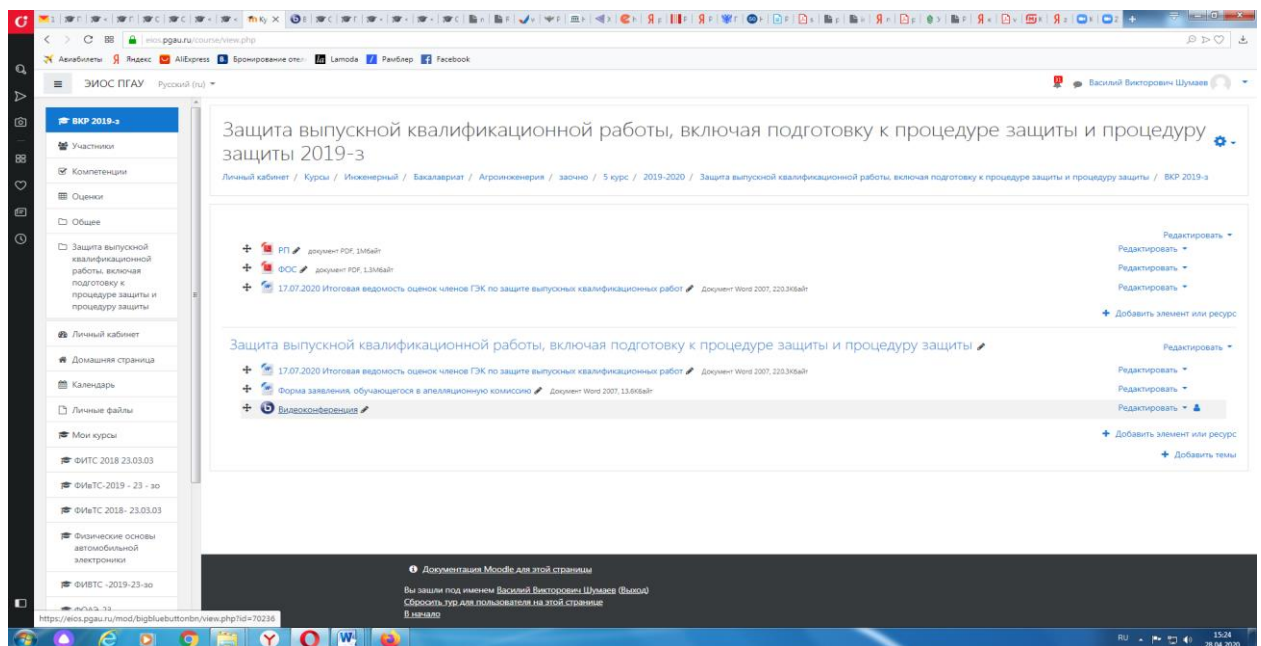 eios.pgau.ru/course/view.php
Авиабилеты Яндекс AliExpress Бронирование отел Lamoda Рамблер Facebook
ЭИОС ПГАУ Русский (ru)
Василий Викторович Шумаев
ВКР 2019-з
Участники
Компетенции
Оценки
Общее
Защита выпускной
квалификационной
работы, включая
подготовку к
процедуре защиты и
процедуру защиты
Личный кабинет
Домашняя страница
Календарь
Личные файлы
Мои курсы
ФИТС 2018 23.03.03
ФИвТС-2019 - 23 - зо
ФИвТС 2018- 23.03.03
Физические основы
автомобильной
электроники
ФИВТС -2019-23-зо
Защита выпускной квалификационной работы, включая подготовку к процедуре защиты и процедуру
защиты 2019-з
Личный кабинет / Курсы / Инженерный / Бакалавриат / Агроинженерия / заочно / 5 курс / 2019-2020 / Защита выпускной квалификационной работы, включая подготовку к процедуре защиты и процедуру защиты / ВКР 2019-з
Редактировать
РП документ PDF, 1Мбайт Редактировать
ФОС документ PDF, 1.3Мбайт Редактировать
17.07.2020 Итоговая ведомость оценок членов ГЭК по защите выпускных квалификационных работ Документ Word 2007, 220.3Кбайт Редактировать
Добавить элемент или ресурс
Защита выпускной квалификационной работы, включая подготовку к процедуре защиты и процедуру защиты Редактировать
17.07.2020 Итоговая ведомость оценок членов ГЭК по защите выпускных квалификационных работ Документ Word 2007, 220.3Кбайт Редактировать
Форма заявления, обучающегося в апелляционную комиссию Документ Word 2007, 13.8Кбайт Редактировать
Видеоконференция Редактировать
Добавить элемент или ресурс
Добавить темы
Документация Moodle для этой страницы
Вы зашли под именем Василий Викторович Шумаев (Выход)
Сбросить тур для пользователя на этой странице
В начало
https://eios.pgau.ru/mod/bigbluebuttonbn/view.php?id=70236
RU 15:24
28.04.2020